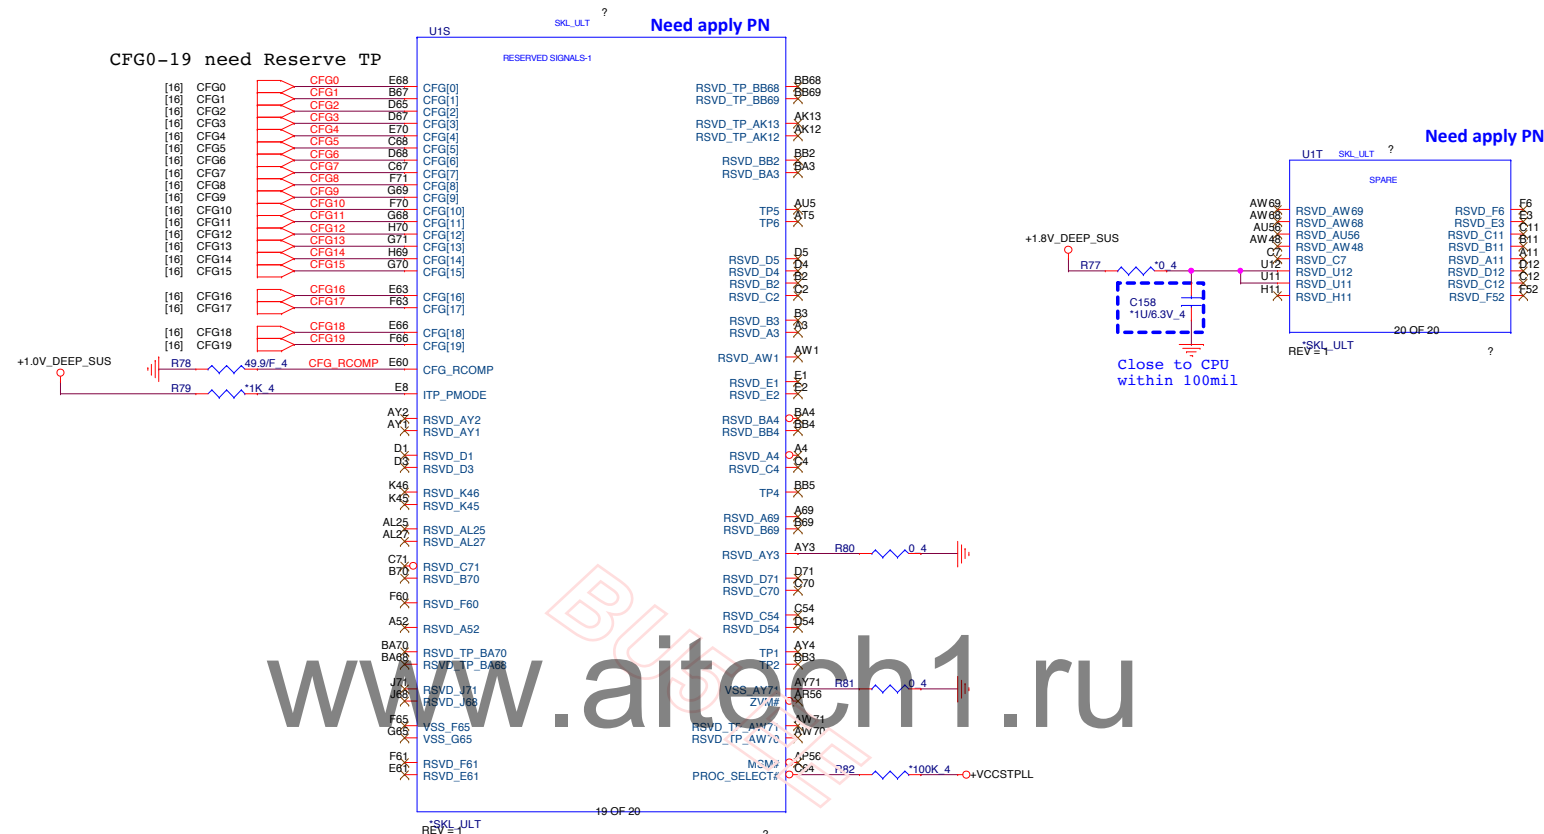 ?
SKL_ULT
Need apply PN
U1S
CFG0-19 need Reserve TP
RESERVED SIGNALS-1
[16] CFG0 CFG0 E68 CFG[0]
[16] CFG1 CFG1 B67 CFG[1]
[16] CFG2 CFG2 D65 CFG[2]
[16] CFG3 CFG3 D67 CFG[3]
[16] CFG4 CFG4 E70 CFG[4]
[16] CFG5 CFG5 C68 CFG[5]
[16] CFG6 CFG6 D68 CFG[6]
[16] CFG7 CFG7 C67 CFG[7]
[16] CFG8 CFG8 F71 CFG[8]
[16] CFG9 CFG9 G69 CFG[9]
[16] CFG10 CFG10 F70 CFG[10]
[16] CFG11 CFG11 G68 CFG[11]
[16] CFG12 CFG12 H70 CFG[12]
[16] CFG13 CFG13 G71 CFG[13]
[16] CFG14 CFG14 H69 CFG[14]
[16] CFG15 CFG15 G70 CFG[15]
[16] CFG16 CFG16 E63 CFG[16]
[16] CFG17 CFG17 F63 CFG[17]
[16] CFG18 CFG18 E66 CFG[18]
[16] CFG19 CFG19 F66 CFG[19]
+1.0V_DEEP_SUS
R78 49.9/F_4 CFG_RCOMP E60 CFG_RCOMP
R79 *1K_4 E8 ITP_PMODE
AY2 RSVD_AY2
AY1 RSVD_AY1
D1 RSVD_D1
D3 RSVD_D3
K46 RSVD_K46
K45 RSVD_K45
AL25 RSVD_AL25
AL27 RSVD_AL27
C71 RSVD_C71
B70 RSVD_B70
F60 RSVD_F60
A52 RSVD_A52
BA70 RSVD_TP_BA70
BA68 RSVD_TP_BA68
J71 RSVD_J71
J68 RSVD_J68
F65 VSS_F65
G65 VSS_G65
F61 RSVD_F61
E61 RSVD_E61
RSVD_TP_BB68 BB68
RSVD_TP_BB69 BB69
RSVD_TP_AK13 AK13
RSVD_TP_AK12 AK12
RSVD_BB2 BB2
RSVD_BA3 BA3
TP5 AU5
TP6 AT5
RSVD_D5 D5
RSVD_D4 D4
RSVD_B2 B2
RSVD_C2 C2
RSVD_B3 B3
RSVD_A3 A3
RSVD_AW1 AW1
RSVD_E1 E1
RSVD_E2 E2
RSVD_BA4 BA4
RSVD_BB4 BB4
RSVD_A4 A4
RSVD_C4 C4
TP4 BB5
RSVD_A69 A69
RSVD_B69 B69
RSVD_AY3 AY3 R80 0_4
RSVD_D71 D71
RSVD_C70 C70
RSVD_C54 C54
RSVD_D54 D54
TP1 AY4
TP2 BB3
VSS_AY71 AY71 R81 0_4
ZVM# AR56
RSVD_TP_AW71 AW71
RSVD_TP_AW70 AW70
MSM# AP56
PROC_SELECT# C64 R82 *100K_4 +VCCSTPLL
19 OF 20
*SKL_ULT
REV = 1
?
BU5 EE
www.aitech1.ru
Need apply PN
U1T SKL_ULT ?
SPARE
AW69 RSVD_AW69 RSVD_F6 F6
AW68 RSVD_AW68 RSVD_E3 E3
AU56 RSVD_AU56 RSVD_C11 C11
AW48 RSVD_AW48 RSVD_B11 B11
C7 RSVD_C7 RSVD_A11 A11
U12 RSVD_U12 RSVD_D12 D12
U11 RSVD_U11 RSVD_C12 C12
H11 RSVD_H11 RSVD_F52 F52
+1.8V_DEEP_SUS
R77 *0_4
C158
*1U/6.3V_4
Close to CPU
within 100mil
20 OF 20
*SKL_ULT
REV = 1
?